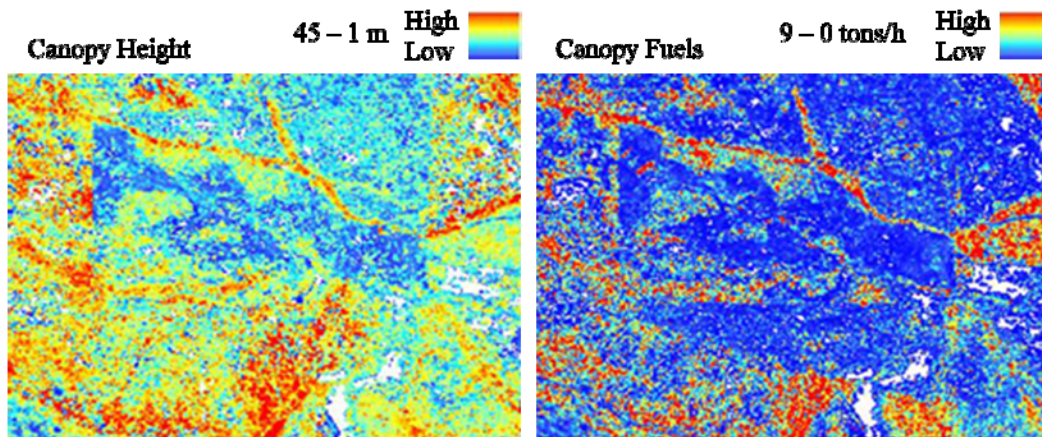 Canopy Height
45 – 1 m
High
Low
Canopy Fuels
9 – 0 tons/h
High
Low